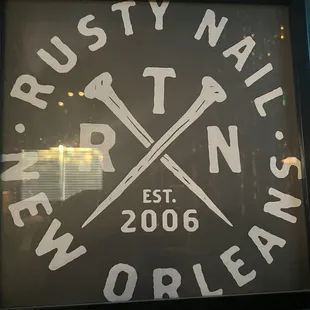 RUSTY NAIL
T
R N
EST.
2006
NEW ORLEANS